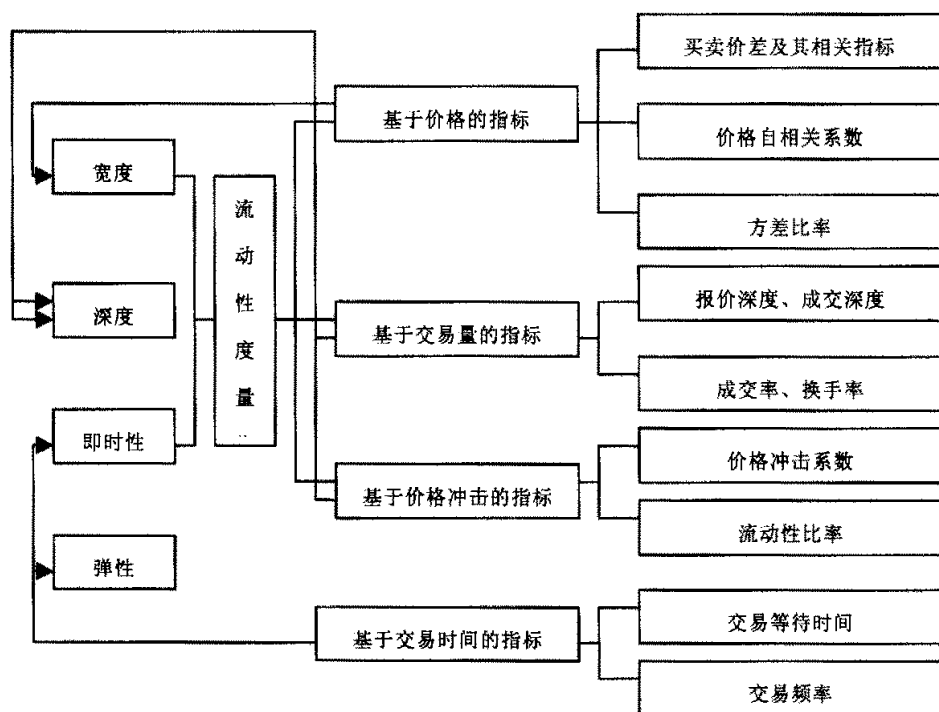 宽度
深度
即时性
弹性
流动性度量
..
基于价格的指标
基于交易量的指标
基于价格冲击的指标
基于交易时间的指标
买卖价差及其相关指标
价格自相关系数
方差比率
报价深度、成交深度
成交率、换手率
价格冲击系数
流动性比率
交易等待时间
交易频率